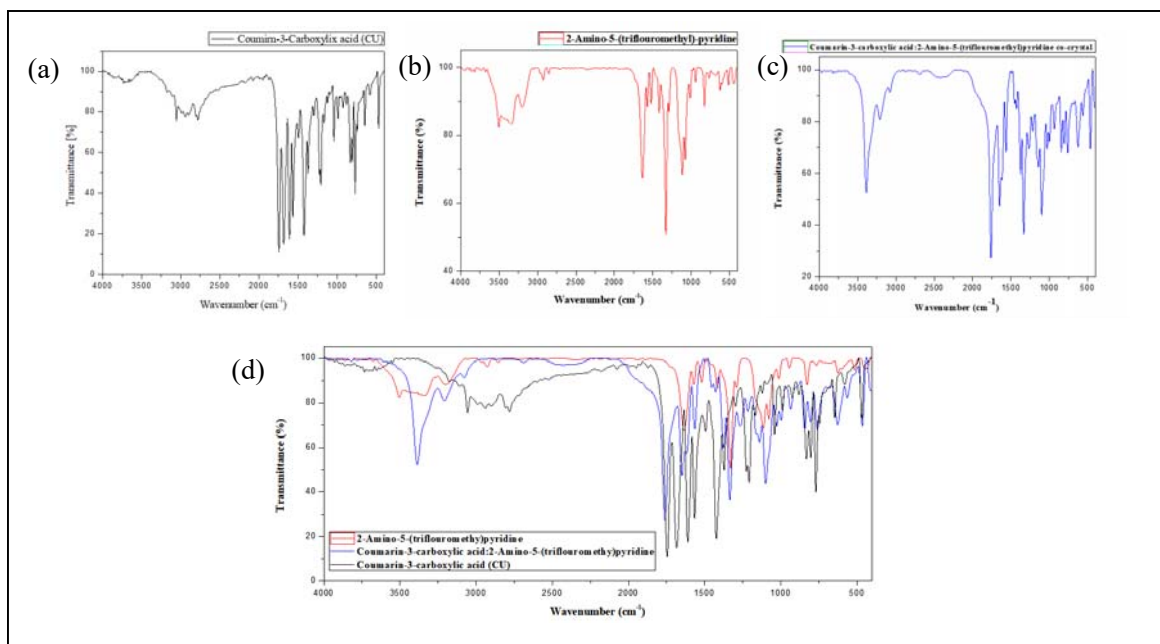 (a)
Coumirn-3-Carboxylix acid (CU)
Transmittance [%]
100
80
60
40
20
0
4000 3500 3000 2500 2000 1500 1000 500
Wavenumber (cm-1)
(b)
2-Amino-5-(triflouromethyl)-pyridine
Transmittance (%)
100
80
60
40
3500 3000 2500 2000 1500 1000 500
Wavenumber (cm-1)
(c)
Coumarin-3-carboxylic acid:2-Amino-5-(triflouromethyl)pyridine co-crystal
Transmittance (%)
100
80
60
40
20
4000 3500 3000 2500 2000 1500 1000 500
Wavenumber (cm-1)
(d)
Transmittance (%)
100
80
60
40
20
0
2-Amino-5-(triflouromethy)pyridine
Coumarin-3-carboxylic acid:2-Amino-5-(triflouromethy)pyridine
Coumarin-3-carboxylic acid (CU)
4000 3500 3000 2500 2000 1500 1000 500
Wavenumber (cm-1)